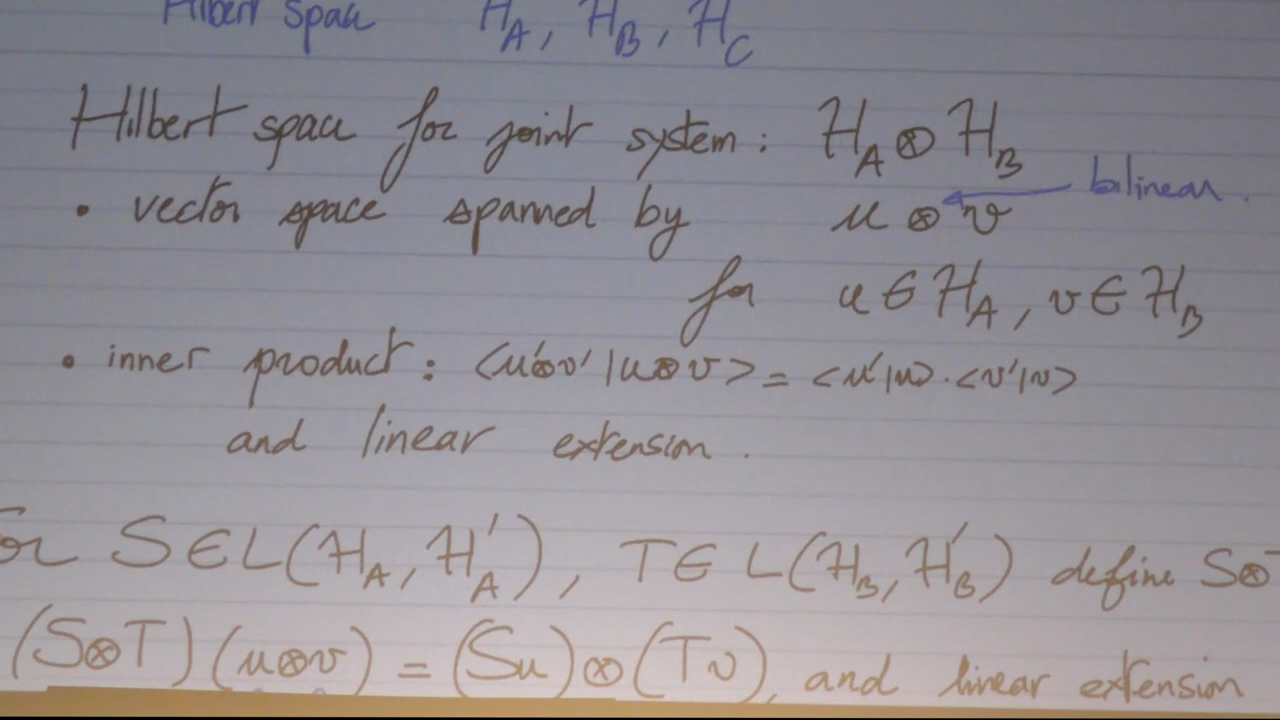 Hilbert space H_A, H_B, H_C
Hilbert space for joint system: H_A ⊗ H_B
• vector space spanned by u ⊗ v ← bilinear.
for u ∈ H_A, v ∈ H_B
• inner product: <u'⊗v'|u⊗v> = <u'|u>·<v'|v>
and linear extension.
For S ∈ L(H_A, H'_A), T ∈ L(H_B, H'_B) define S⊗
(S⊗T)(u⊗v) = (Su)⊗(Tv), and linear extension